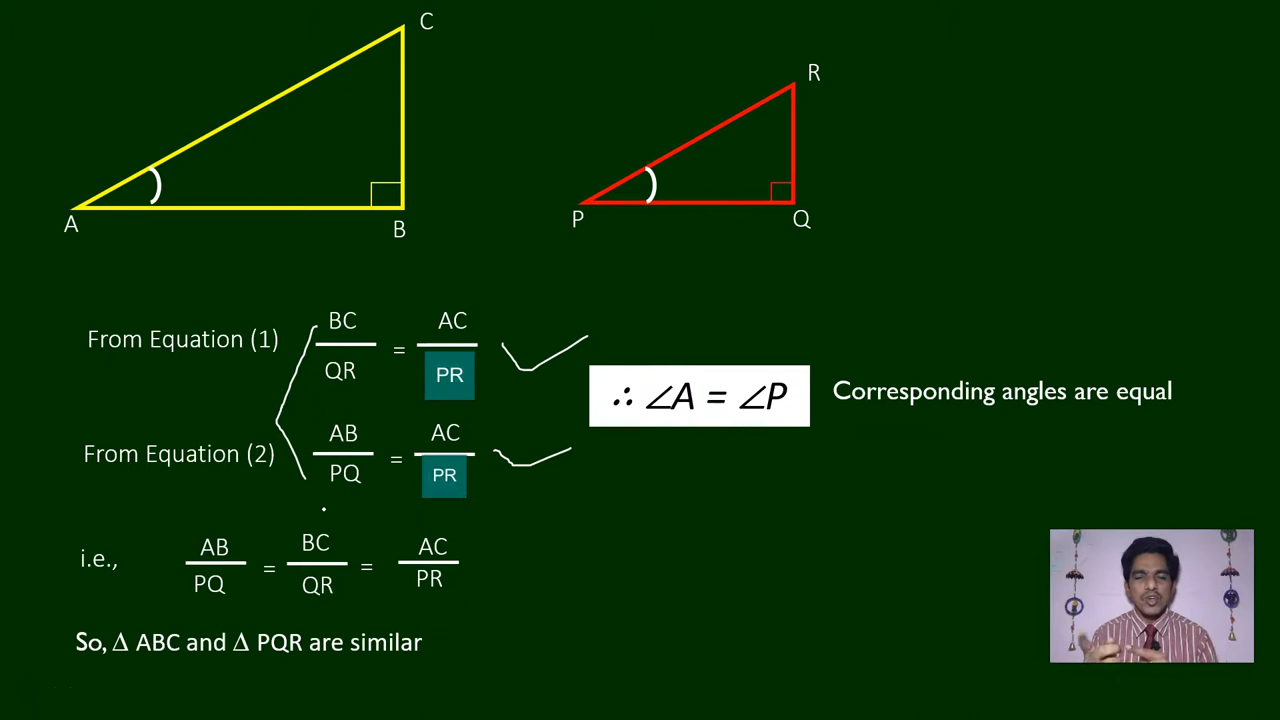 C
R
A
B
P
Q
From Equation (1) BC/QR = AC/PR
∴ ∠A = ∠P Corresponding angles are equal
From Equation (2) AB/PQ = AC/PR
i.e., AB/PQ = BC/QR = AC/PR
So, Δ ABC and Δ PQR are similar